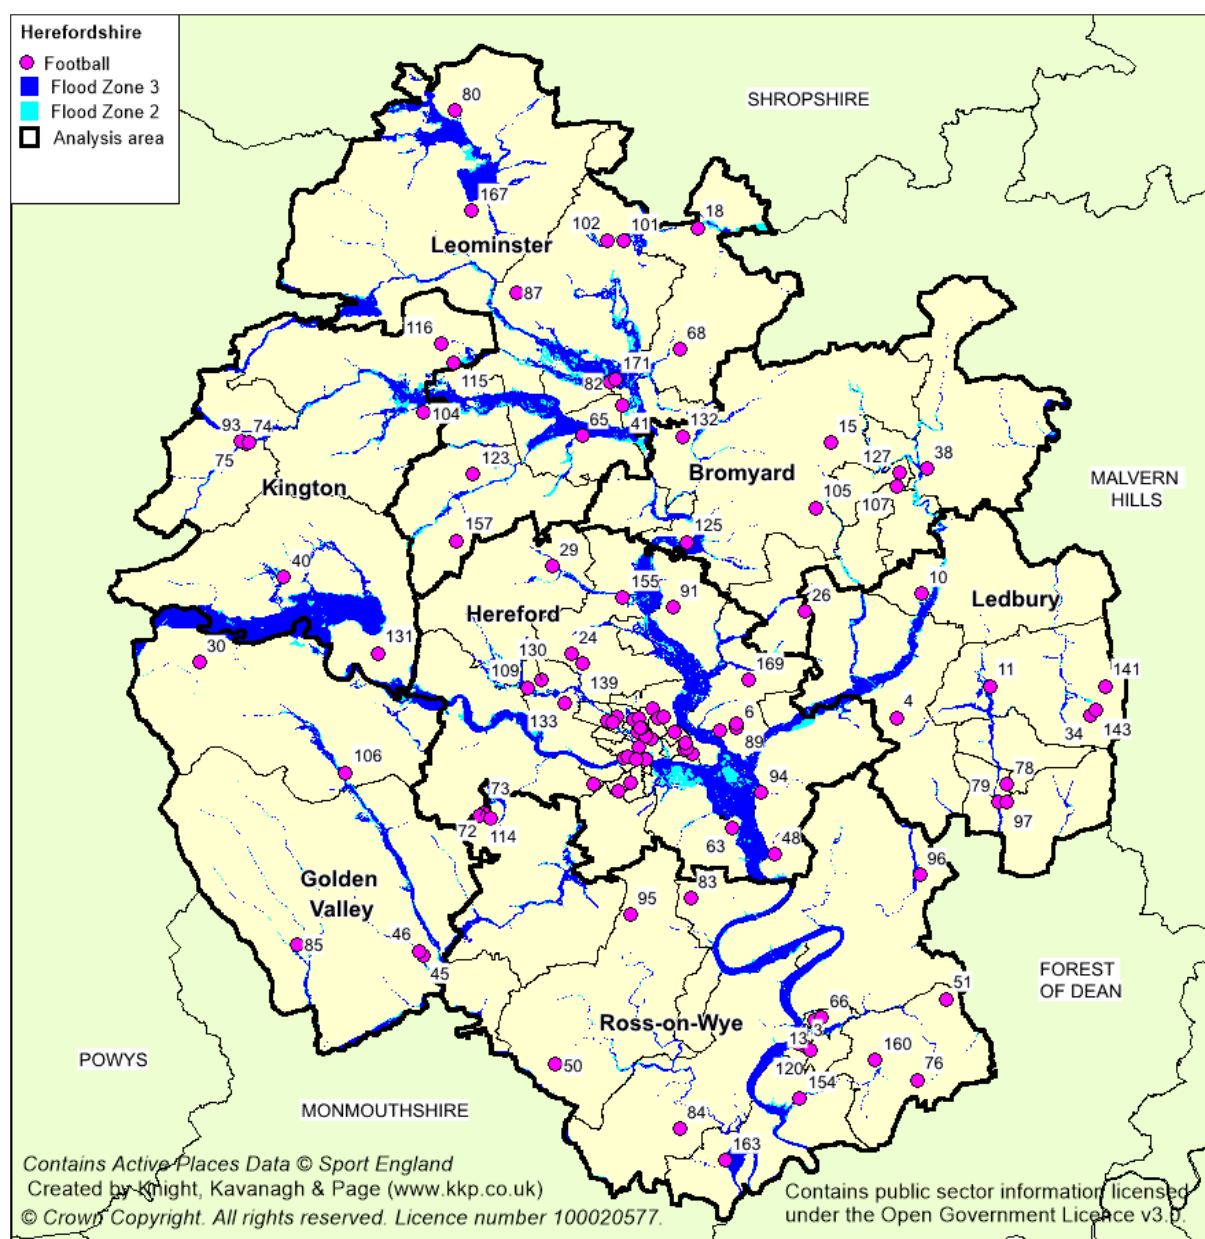 Herefordshire
Football
Flood Zone 3
Flood Zone 2
Analysis area
SHROPSHIRE
80
167
102
101
18
Leominster
87
116
68
171
115
82
104
65
41
132
93_74
75
15
127
38
123
Bromyard
MALVERN
HILLS
Kington
105
107
157
125
29
40
155
91
10
26
Ledbury
Hereford
30
131
130
24
109
139
169
11
141
133
6
4
34
143
89
106
73
94
78
79
72
114
97
63
48
96
Golden
Valley
83
95
46
85
45
FOREST
OF DEAN
51
66
Ross-on-Wye
13
3
160
120
76
POWYS
50
154
MONMOUTHSHIRE
84
163
Contains Active Places Data © Sport England
Created by Knight, Kavanagh & Page (www.kkp.co.uk)
© Crown Copyright. All rights reserved. Licence number 100020577.
Contains public sector information licensed
under the Open Government Licence v3.0.